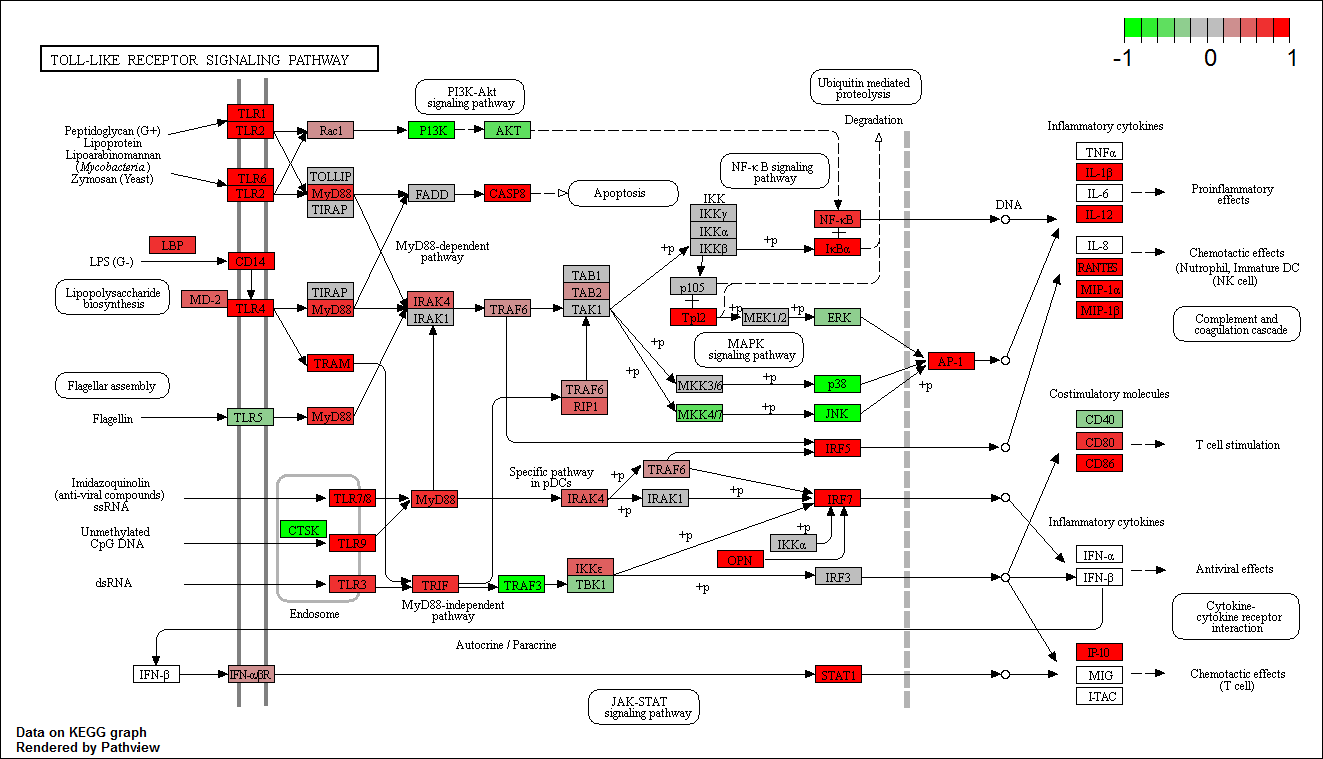 -1 0 1
TOLL-LIKE RECEPTOR SIGNALING PATHWAY
PI3K-Akt
signaling pathway
Ubiquitin mediated
proteolysis
Degradation
TLR1
TLR2
Peptidoglycan (G+)
Lipoprotein
Lipoarabinomannan
(Mycobacteria)
Zymosan (Yeast)
Rac1
PI3K
AKT
TLR6
TLR2
TOLLIP
MyD88
TIRAP
FADD
CASP8
Apoptosis
NF-κ B signaling
pathway
IKK
IKKγ
IKKα
IKKβ
+p
+p
NF-κB
+
IκBα
DNA
Inflammatory cytokines
TNFα
IL-1β
IL-6
IL-12
Proinflammatory
effects
IL-8
RANTES
MIP-1α
MIP-1β
Chemotactic effects
(Nutrophil, Immature DC
(NK cell)
Complement and
coagulation cascade
LBP
LPS (G-)
CD14
MyD88-dependent
pathway
Lipopolysaccharide
biosynthesis
MD-2
TLR4
TIRAP
MyD88
IRAK4
IRAK1
TRAF6
TAB1
TAB2
TAK1
p105
+
Tpl2
+p
MEK1/2
+p
ERK
MAPK
signaling pathway
+p
+p
MKK3/6
+p
p38
MKK4/7
+p
JNK
AP-1
+p
TRAM
Flagellar assembly
Flagellin
TLR5
MyD88
TRAF6
RIP1
Costimulatory molecules
CD40
CD80
CD86
T cell stimulation
IRF5
Imidazoquinolin
(anti-viral compounds)
ssRNA
TLR7/8
MyD88
Specific pathway
in pDCs
IRAK4
+p
+p
TRAF6
IRAK1
+p
IRF7
Unmethylated
CpG DNA
CTSK
TLR9
+p
IKKα
+p
OPN
Inflammatory cytokines
IFN-α
IFN-β
Antiviral effects
dsRNA
TLR3
TRIF
TRAF3
IKKε
TBK1
+p
IRF3
Endosome
MyD88-independent
pathway
Cytokine-
cytokine receptor
interaction
Autocrine / Paracrine
IFN-β
IFN-α/βR
STAT1
IP-10
MIG
I-TAC
Chemotactic effects
(T cell)
JAK-STAT
signaling pathway
Data on KEGG graph
Rendered by Pathview